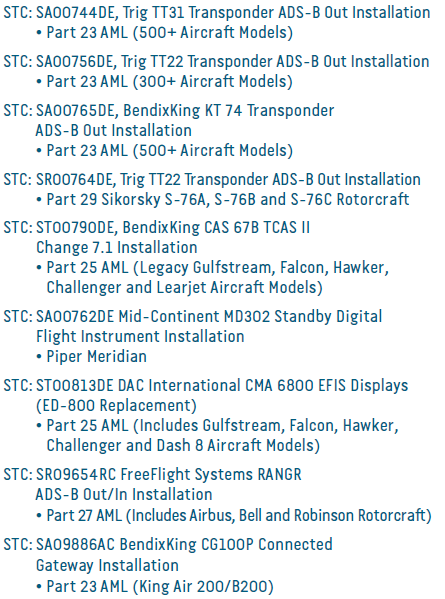 STC: SA00744DE, Trig TT31 Transponder ADS-B Out Installation
• Part 23 AML (500+ Aircraft Models)
STC: SA00756DE, Trig TT22 Transponder ADS-B Out Installation
• Part 23 AML (300+ Aircraft Models)
STC: SA00765DE, BendixKing KT 74 Transponder
ADS-B Out Installation
• Part 23 AML (500+ Aircraft Models)
STC: SR00764DE, Trig TT22 Transponder ADS-B Out Installation
• Part 29 Sikorsky S-76A, S-76B and S-76C Rotorcraft
STC: ST00790DE, BendixKing CAS 67B TCAS II
Change 7.1 Installation
• Part 25 AML (Legacy Gulfstream, Falcon, Hawker,
Challenger and Learjet Aircraft Models)
STC: SA00762DE Mid-Continent MD302 Standby Digital
Flight Instrument Installation
• Piper Meridian
STC: ST00813DE DAC International CMA 6800 EFIS Displays
(ED-800 Replacement)
• Part 25 AML (Includes Gulfstream, Falcon, Hawker,
Challenger and Dash 8 Aircraft Models)
STC: SR09654RC FreeFlight Systems RANGR
ADS-B Out/In Installation
• Part 27 AML (Includes Airbus, Bell and Robinson Rotorcraft)
STC: SA09886AC BendixKing CG100P Connected
Gateway Installation
• Part 23 AML (King Air 200/B200)